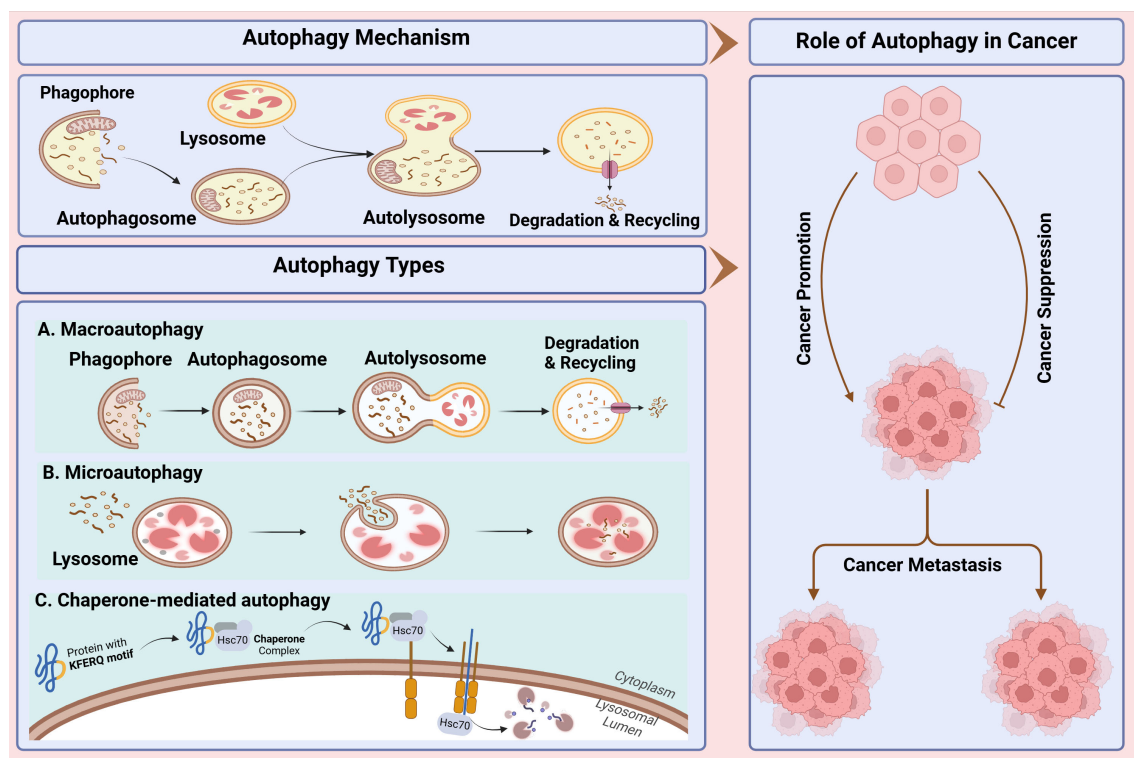 Autophagy Mechanism
Phagophore
Lysosome
Autophagosome
Autolysosome
Degradation & Recycling
Autophagy Types
A. Macroautophagy
Phagophore
Autophagosome
Autolysosome
Degradation
& Recycling
B. Microautophagy
Lysosome
C. Chaperone-mediated autophagy
Protein with
KFERQ motif
Hsc70
Chaperone
Complex
Hsc70
Hsc70
Cytoplasm
Lysosomal
Lumen
Role of Autophagy in Cancer
Cancer Promotion
Cancer Suppression
Cancer Metastasis